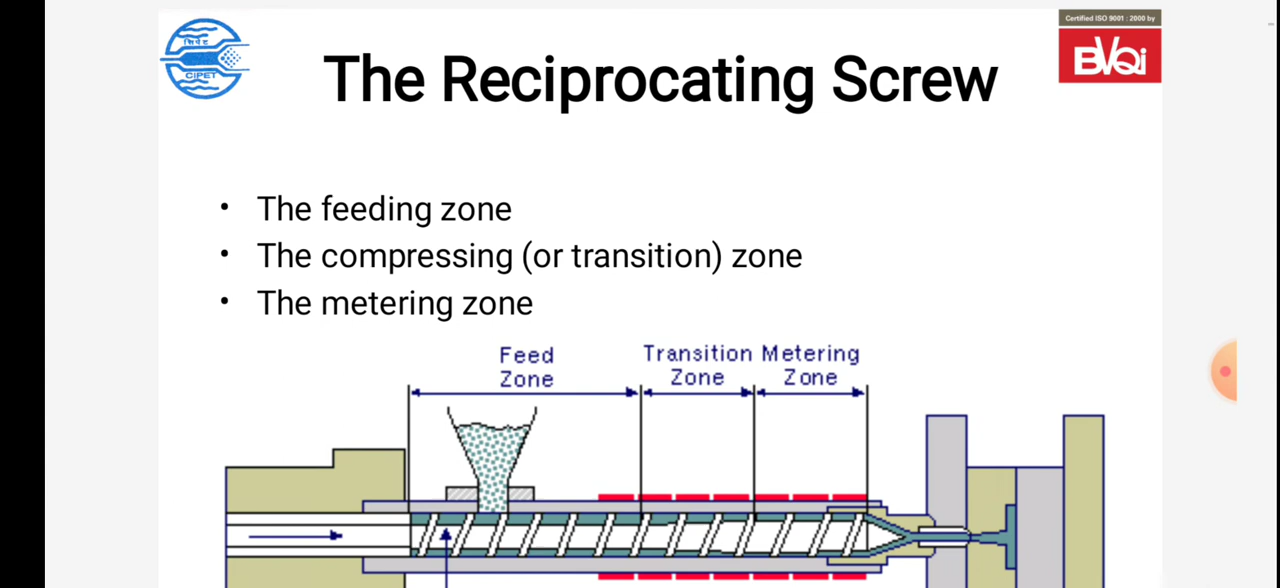 सिपेट
CIPET
Certified ISO 9001 : 2000 by
BVQi
The Reciprocating Screw
• The feeding zone
• The compressing (or transition) zone
• The metering zone
Feed
Zone
Transition
Zone
Metering
Zone